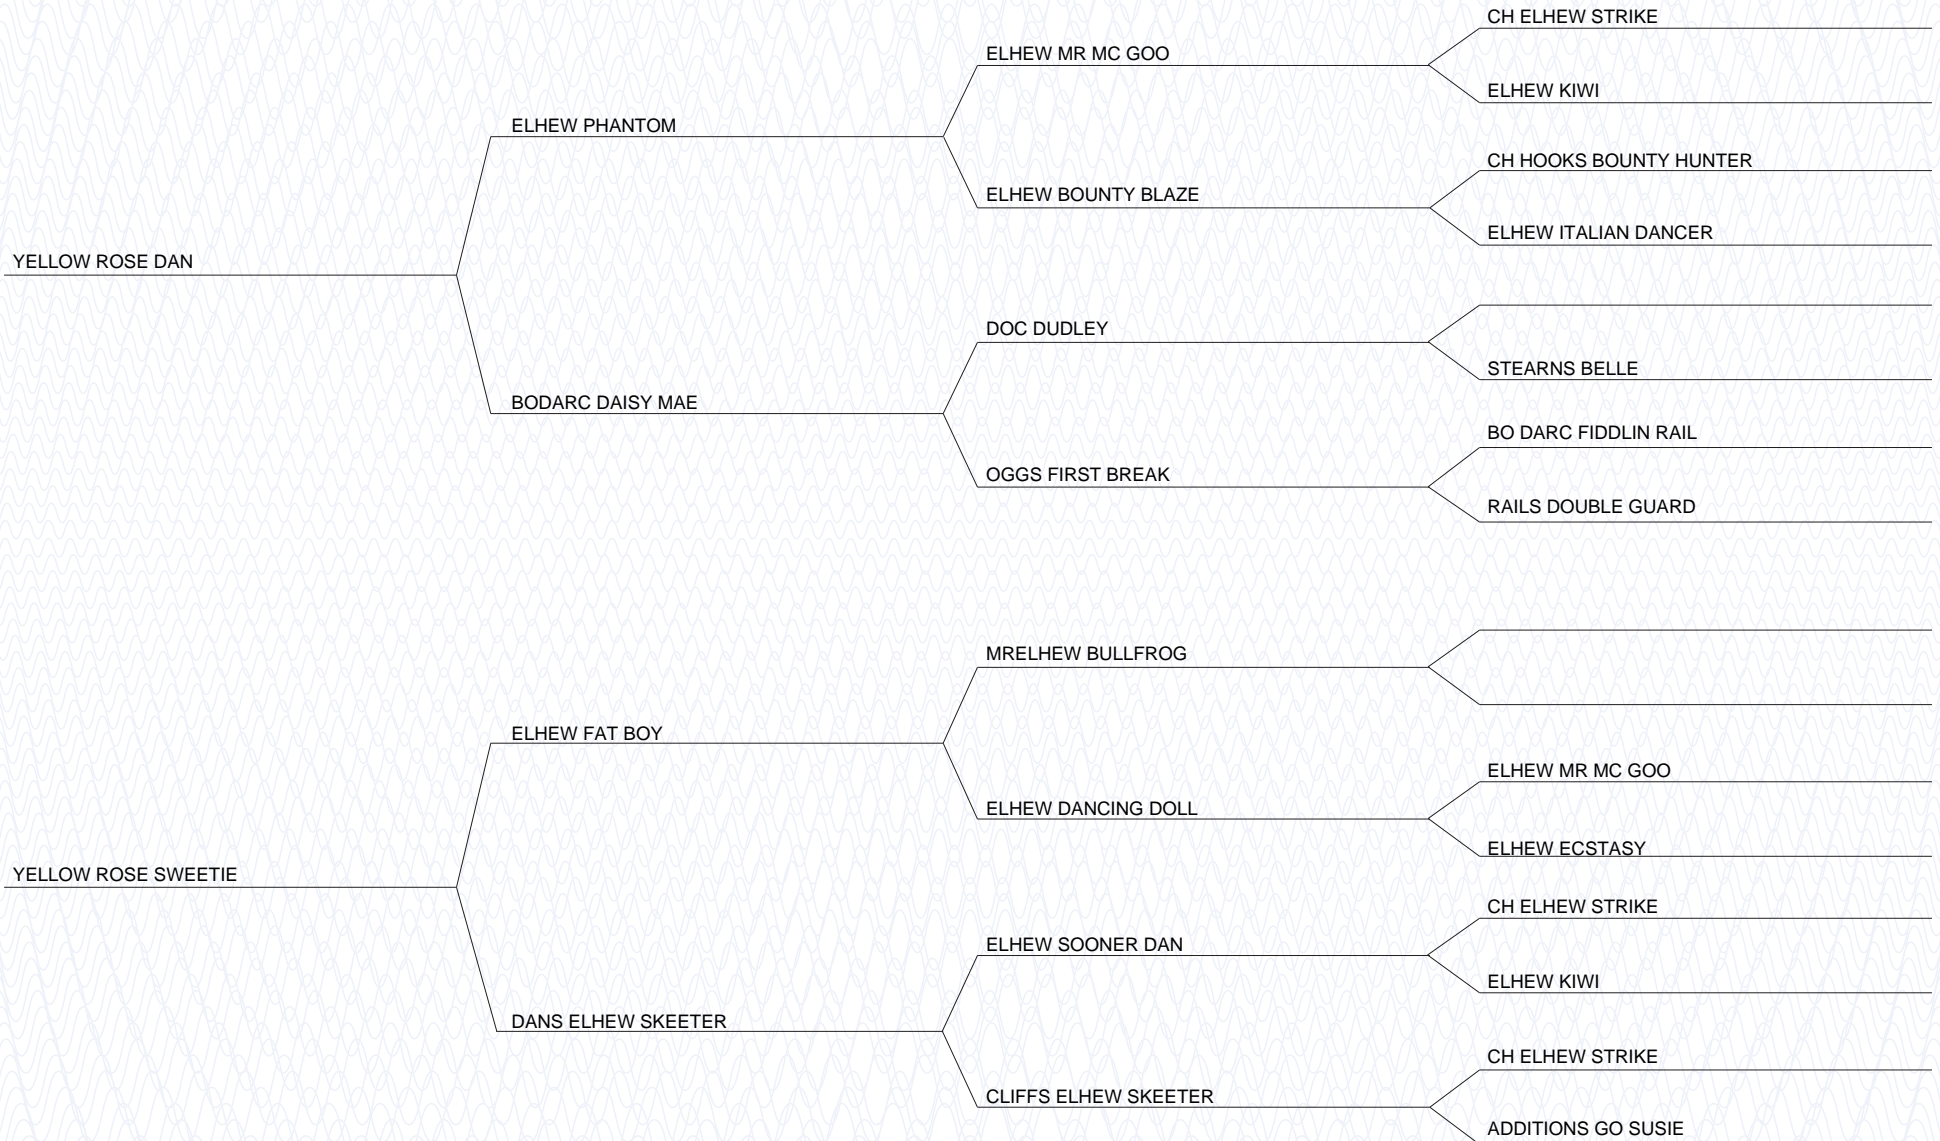 CH ELHEW STRIKE
ELHEW MR MC GOO
ELHEW KIWI
ELHEW PHANTOM
CH HOOKS BOUNTY HUNTER
ELHEW BOUNTY BLAZE
ELHEW ITALIAN DANCER
YELLOW ROSE DAN
DOC DUDLEY
STEARNS BELLE
BODARC DAISY MAE
BO DARC FIDDLIN RAIL
OGGS FIRST BREAK
RAILS DOUBLE GUARD
MRELHEW BULLFROG
ELHEW FAT BOY
ELHEW MR MC GOO
ELHEW DANCING DOLL
ELHEW ECSTASY
YELLOW ROSE SWEETIE
CH ELHEW STRIKE
ELHEW SOONER DAN
ELHEW KIWI
DANS ELHEW SKEETER
CH ELHEW STRIKE
CLIFFS ELHEW SKEETER
ADDITIONS GO SUSIE